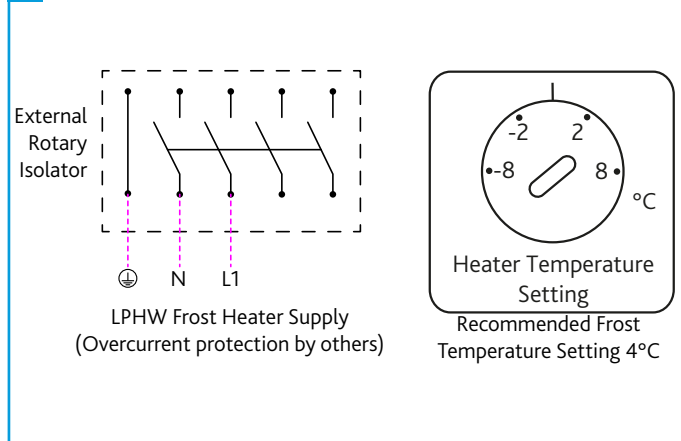 External
Rotary
Isolator
N L1
LPHW Frost Heater Supply
(Overcurrent protection by others)
-2 2
-8 8
°C
Heater Temperature
Setting
Recommended Frost
Temperature Setting 4°C